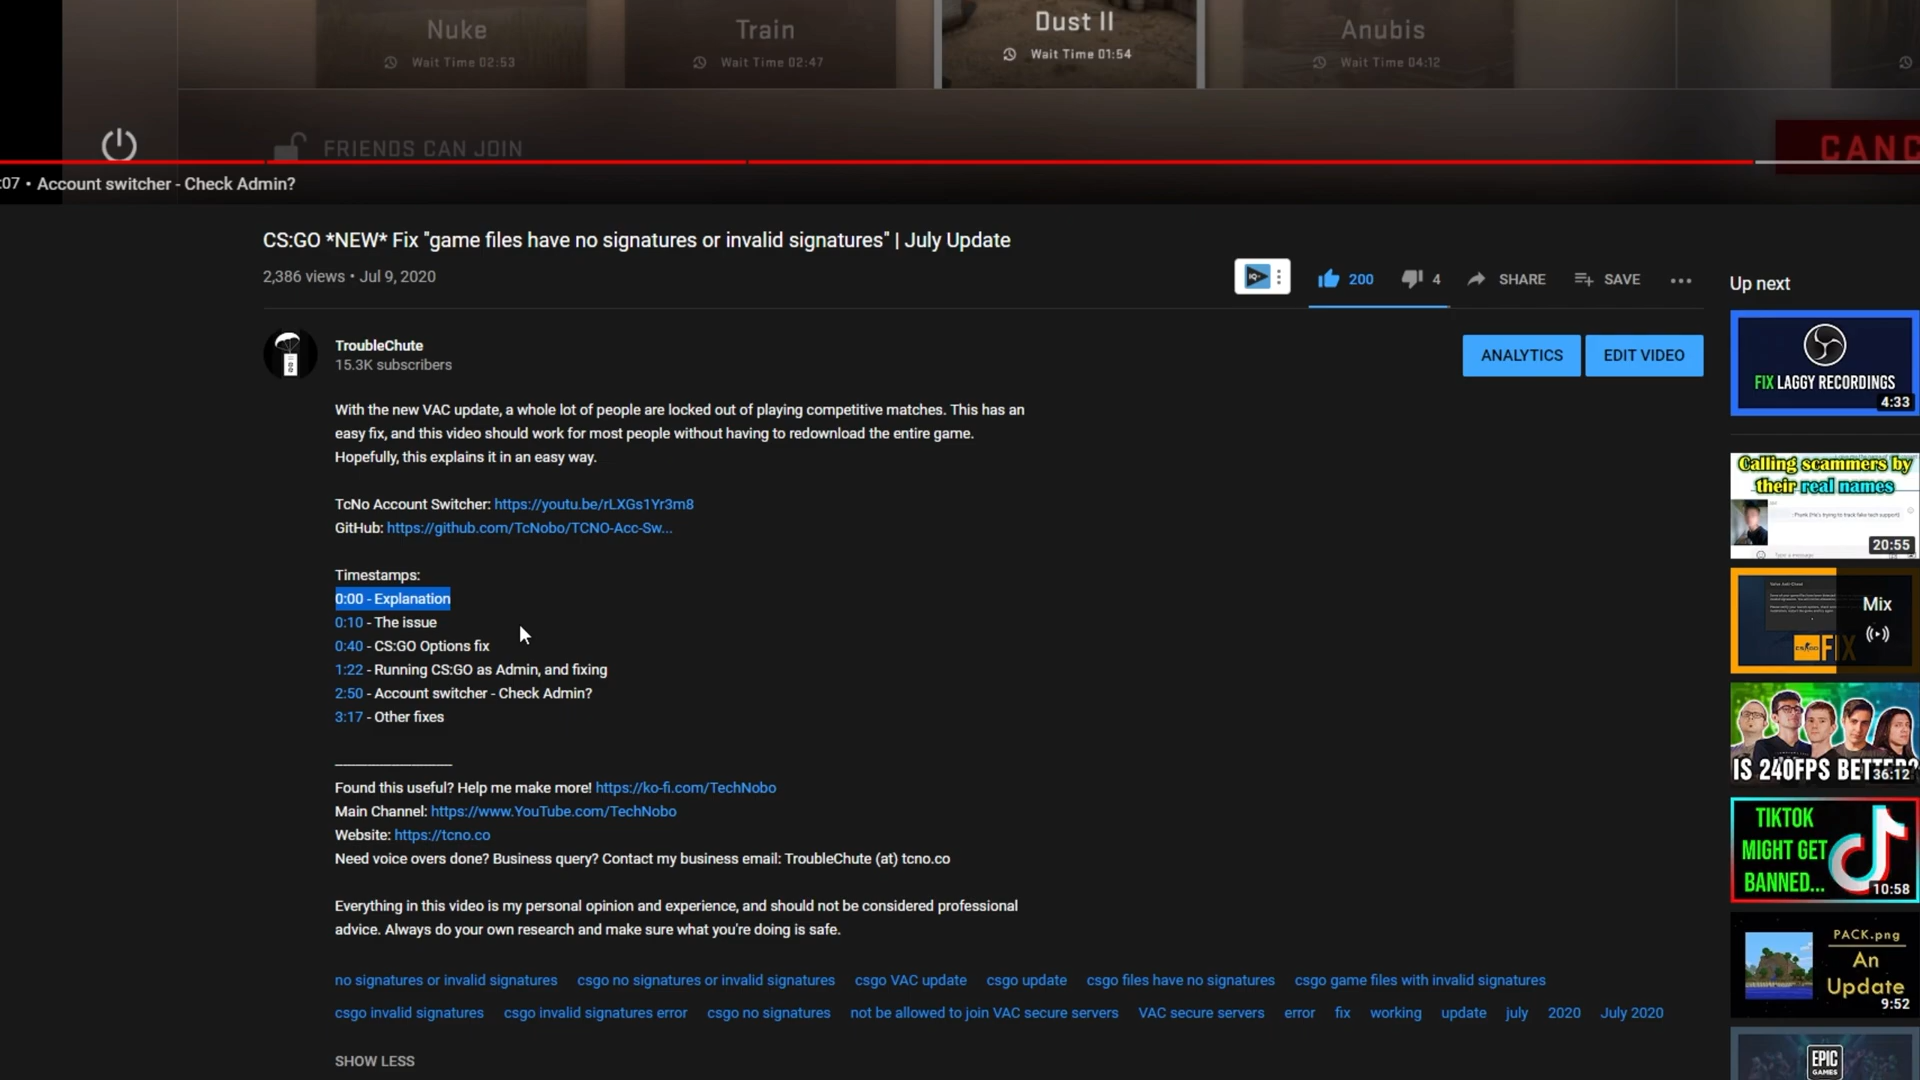 Nuke
Wait Time 02:53
Train
Wait Time 02:47
Dust II
Wait Time 01:54
Anubis
Wait Time 04:12
FRIENDS CAN JOIN
CANC
:07 • Account switcher - Check Admin?
CS:GO *NEW* Fix "game files have no signatures or invalid signatures" | July Update
2,386 views • Jul 9, 2020
200
4
SHARE
SAVE
Up next
TroubleChute
15.3K subscribers
ANALYTICS
EDIT VIDEO
With the new VAC update, a whole lot of people are locked out of playing competitive matches. This has an
easy fix, and this video should work for most people without having to redownload the entire game.
Hopefully, this explains it in an easy way.
TcNo Account Switcher: https://youtu.be/rLXGs1Yr3m8
GitHub: https://github.com/TcNobo/TCNO-Acc-Sw...
Timestamps:
0:00 - Explanation
0:10 - The issue
0:40 - CS:GO Options fix
1:22 - Running CS:GO as Admin, and fixing
2:50 - Account switcher - Check Admin?
3:17 - Other fixes
Found this useful? Help me make more! https://ko-fi.com/TechNobo
Main Channel: https://www.YouTube.com/TechNobo
Website: https://tcno.co
Need voice overs done? Business query? Contact my business email: TroubleChute (at) tcno.co
Everything in this video is my personal opinion and experience, and should not be considered professional
advice. Always do your own research and make sure what you're doing is safe.
no signatures or invalid signatures csgo no signatures or invalid signatures csgo VAC update csgo update csgo files have no signatures csgo game files with invalid signatures
csgo invalid signatures csgo invalid signatures error csgo no signatures not be allowed to join VAC secure servers VAC secure servers error fix working update july 2020 July 2020
SHOW LESS
FIX LAGGY RECORDINGS
4:33
Calling scammers by
their real names
20:55
Mix
FIX
IS 240FPS BETTER?
36:12
TIKTOK
MIGHT GET
BANNED...
10:58
PACK.png
An
Update
9:52
EPIC
GAMES